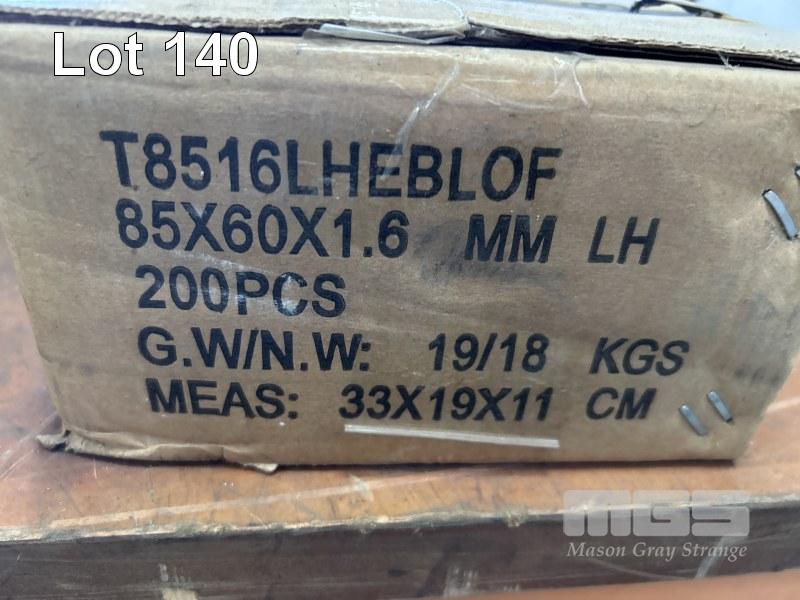 Lot 140
T8516LHEBLOF
85X60X1.6 MM LH
200PCS
G.W/N.W: 19/18 KGS
MEAS: 33X19X11 CM
MGS
Mason Gray Strange